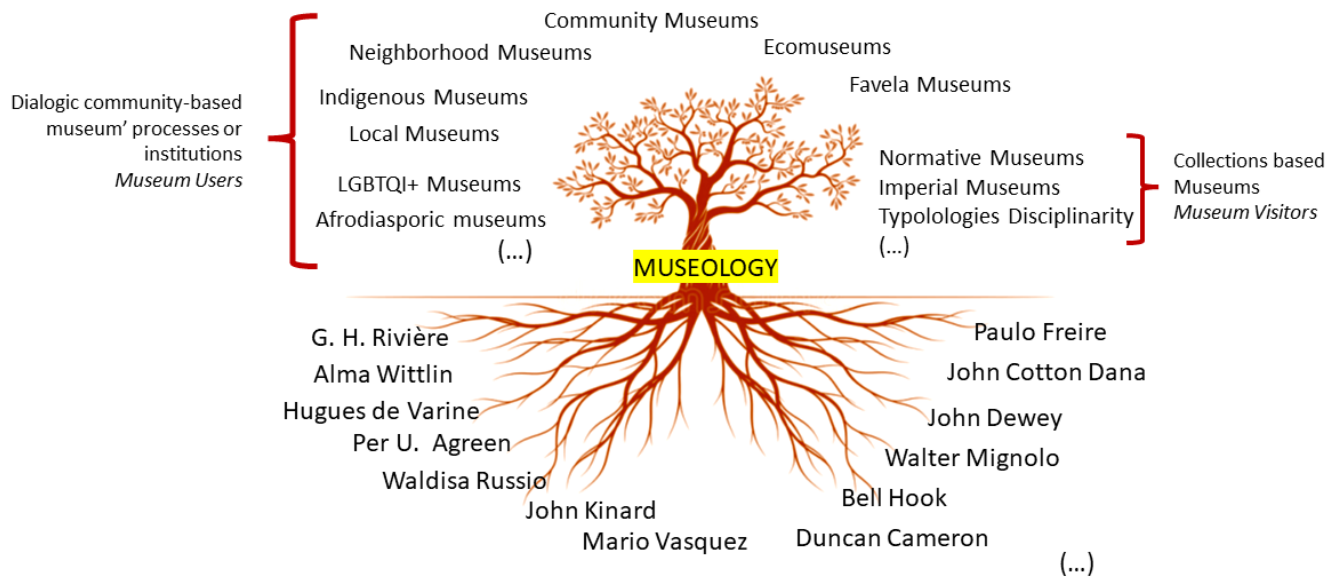 Community Museums
Neighborhood Museums
Ecomuseums
Favela Museums
Dialogic community-based
museum’ processes or
institutions
Museum Users
Indigenous Museums
Local Museums
LGBTQI+ Museums
Afrodiasporic museums
(…)
Normative Museums
Imperial Museums
Typolologies Disciplinarity
(…)
Collections based
Museums
Museum Visitors
MUSEOLOGY
G. H. Rivière
Alma Wittlin
Hugues de Varine
Per U. Agreen
Waldisa Russio
John Kinard
Mario Vasquez
Paulo Freire
John Cotton Dana
John Dewey
Walter Mignolo
Bell Hook
Duncan Cameron
(…)